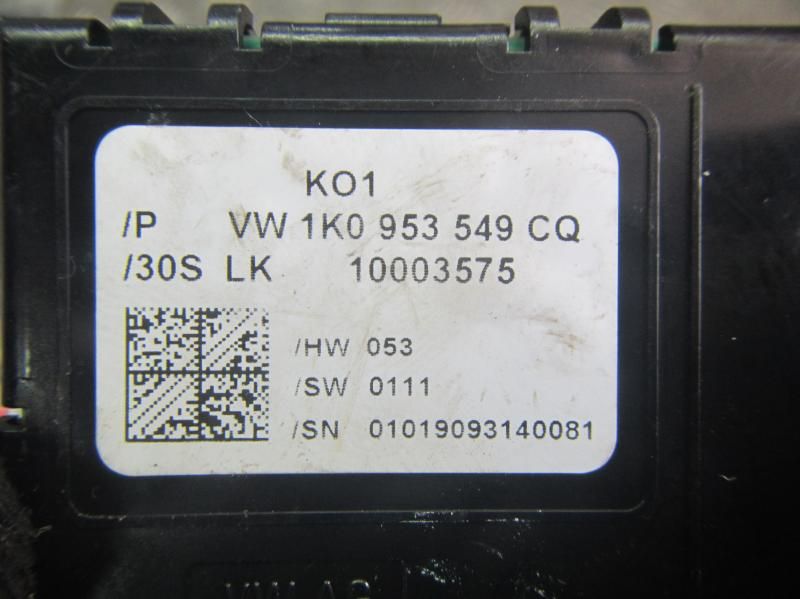 KO1
/P VW 1K0 953 549 CQ
/30S LK 10003575
/HW 053
/SW 0111
/SN 01019093140081